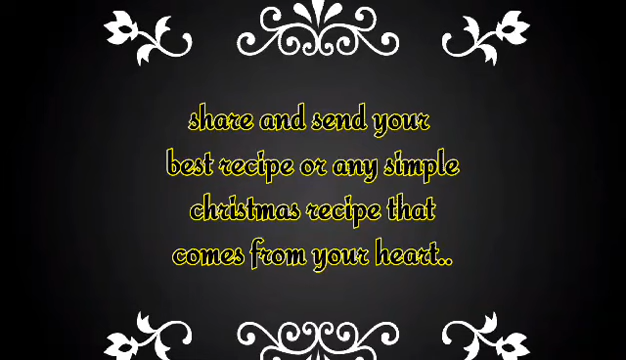 share and send your
best recipe or any simple
christmas recipe that
comes from your heart..